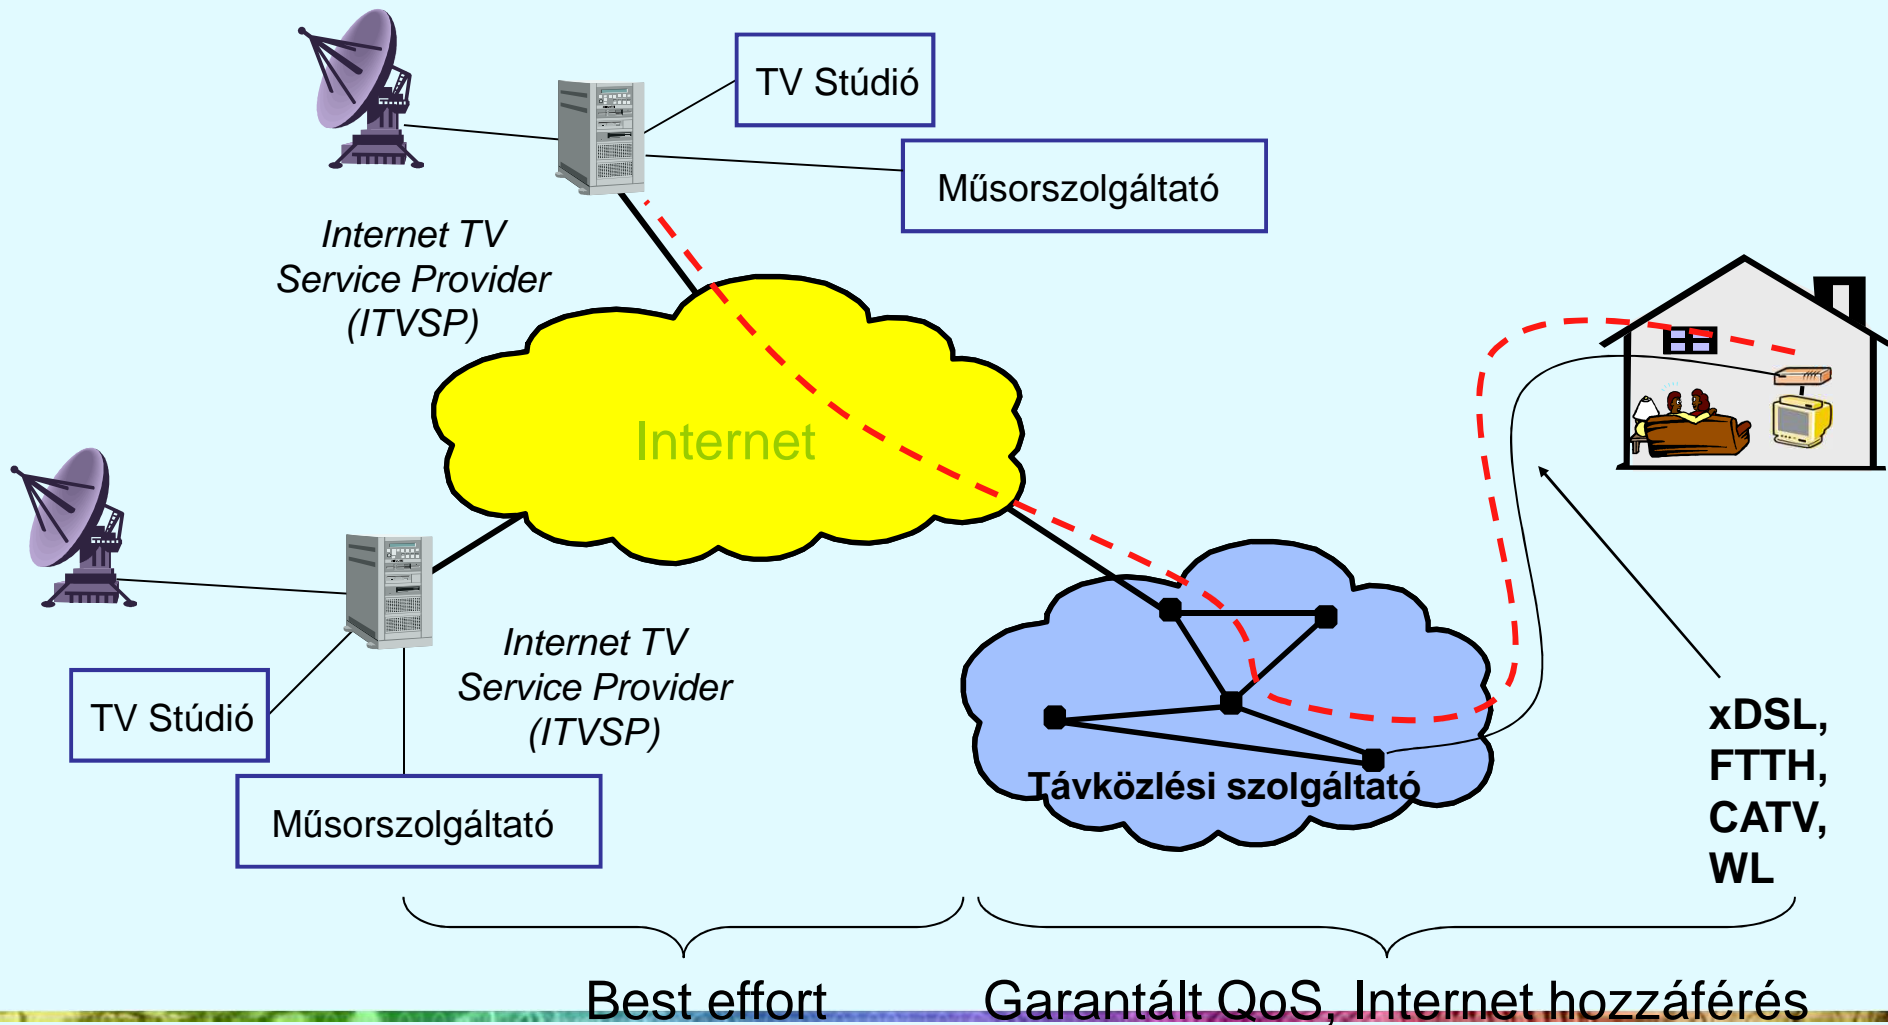 TV Stúdió
Műsorszolgáltató
Internet TV
Service Provider
(ITVSP)
Internet
Internet TV
Service Provider
(ITVSP)
TV Stúdió
Műsorszolgáltató
Távközlési szolgáltató
xDSL,
FTTH,
CATV,
WL
Best effort
Garantált QoS, Internet hozzáférés